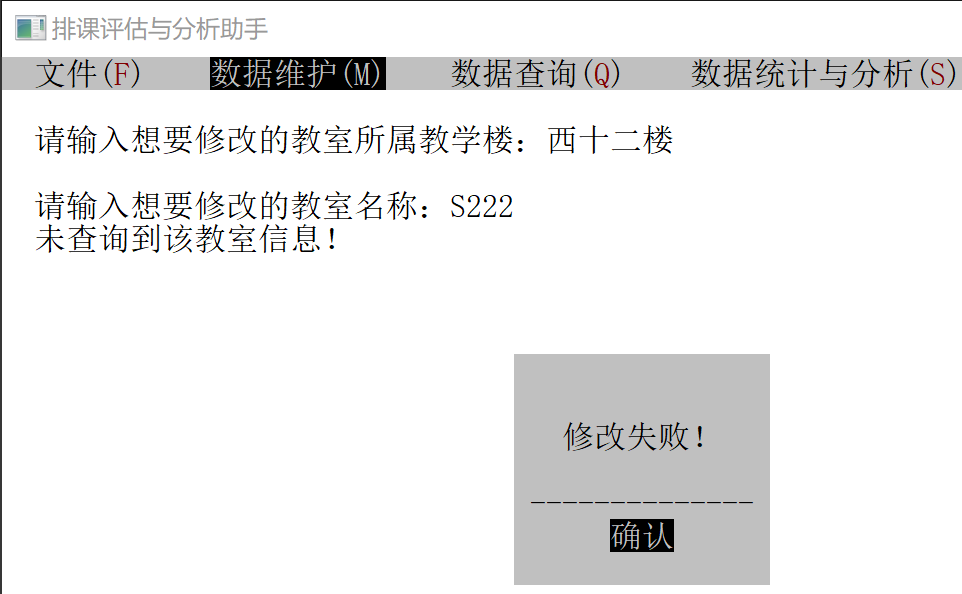 排课评估与分析助手
文件(F) 数据维护(M) 数据查询(Q) 数据统计与分析(S)
请输入想要修改的教室所属教学楼：西十二楼
请输入想要修改的教室名称：S222
未查询到该教室信息！
修改失败！
--------------
确认